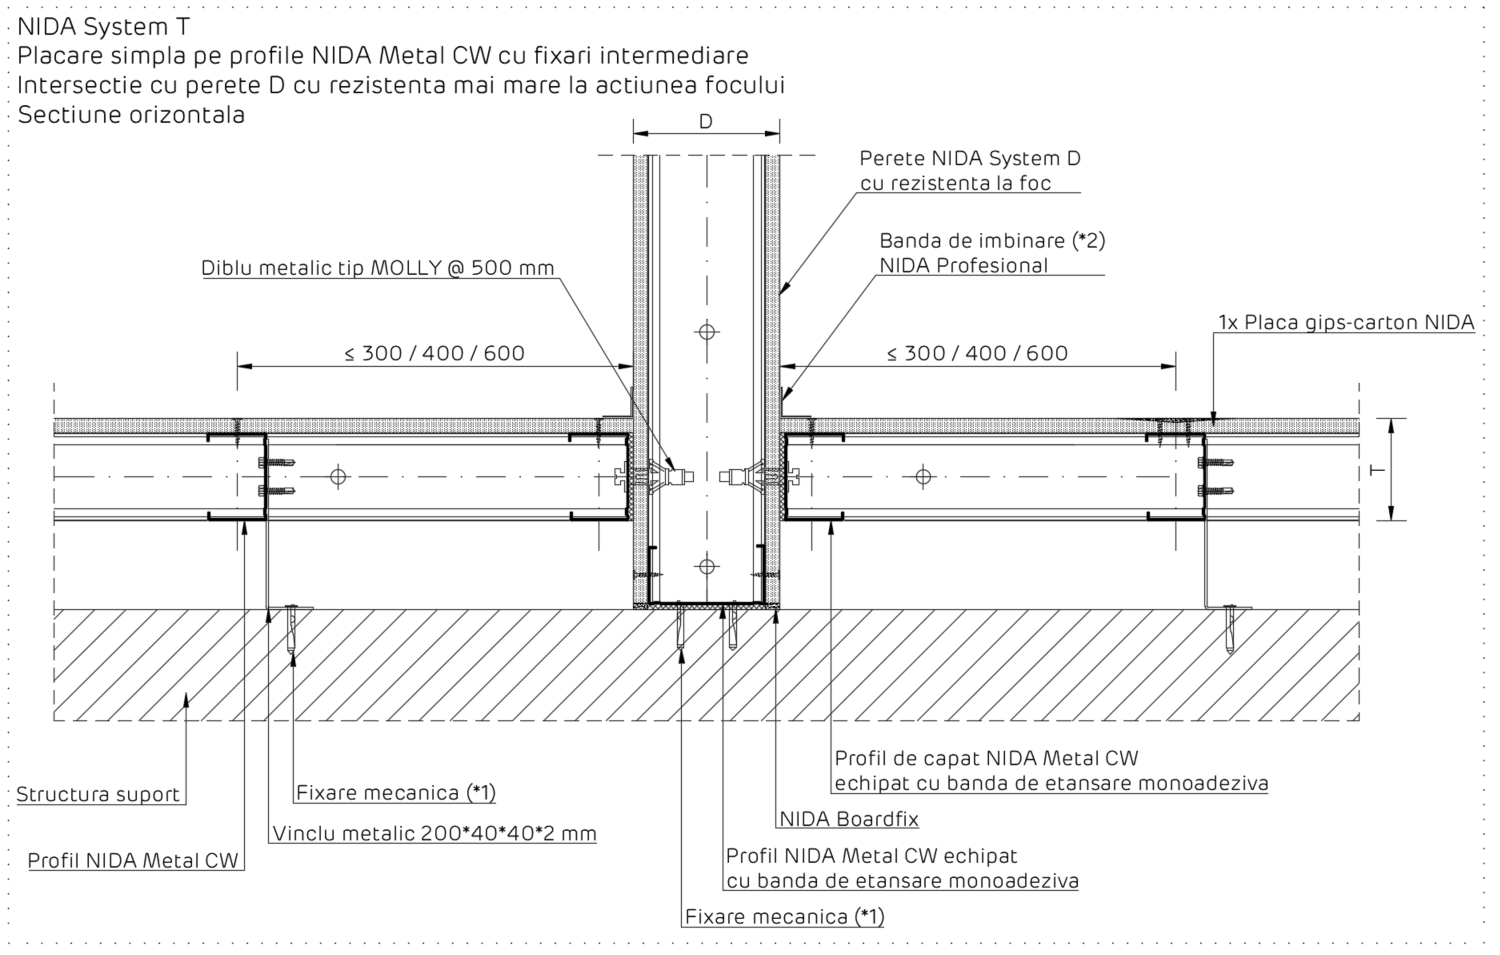 NIDA System T
Placare simpla pe profile NIDA Metal CW cu fixari intermediare
Intersectie cu perete D cu rezistenta mai mare la actiunea focului
Sectiune orizontala
D
Perete NIDA System D
cu rezistenta la foc
Banda de imbinare (*2)
NIDA Profesional
Diblu metalic tip MOLLY @ 500 mm
1x Placa gips-carton NIDA
≤ 300 / 400 / 600
≤ 300 / 400 / 600
T
Profil de capat NIDA Metal CW
echipat cu banda de etansare monoadeziva
Structura suport
Fixare mecanica (*1)
NIDA Boardfix
Vinclu metalic 200*40*40*2 mm
Profil NIDA Metal CW
Profil NIDA Metal CW echipat
cu banda de etansare monoadeziva
Fixare mecanica (*1)